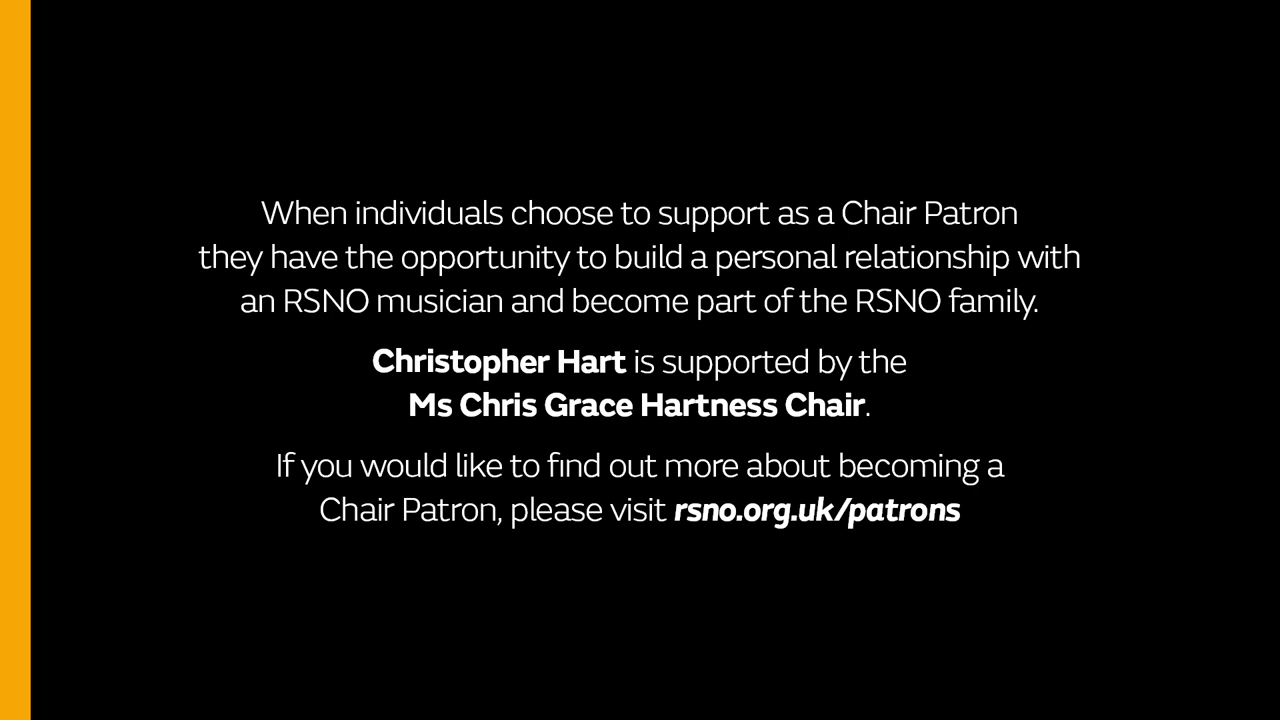 When individuals choose to support as a Chair Patron
they have the opportunity to build a personal relationship with
an RSNO musician and become part of the RSNO family.
Christopher Hart is supported by the
Ms Chris Grace Hartness Chair.
If you would like to find out more about becoming a
Chair Patron, please visit rsno.org.uk/patrons